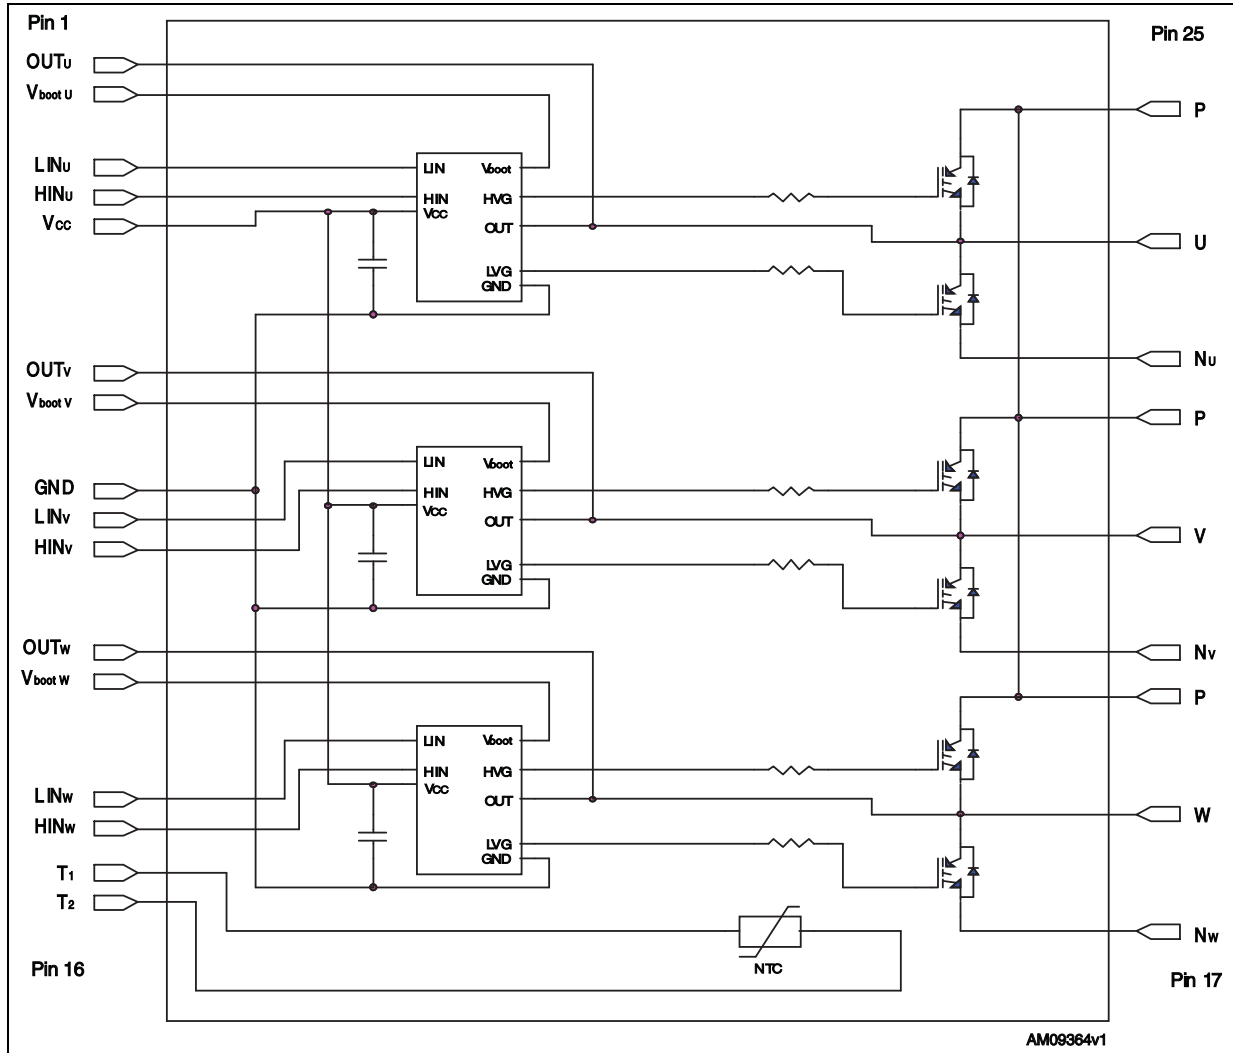 Pin 1
Pin 25
OUTU
Vboot U
P
LINU
LIN
Vboot
HINU
HIN
HVG
VCC
VCC
OUT
U
LVG
GND
NU
OUTV
Vboot V
P
LIN
Vboot
GND
HIN
HVG
LINV
VCC
OUT
V
HINV
LVG
GND
OUTW
NV
Vboot W
P
LIN
Vboot
HIN
HVG
LINW
VCC
OUT
W
HINW
LVG
GND
T1
T2
NW
Pin 16
NTC
Pin 17
AM09364v1